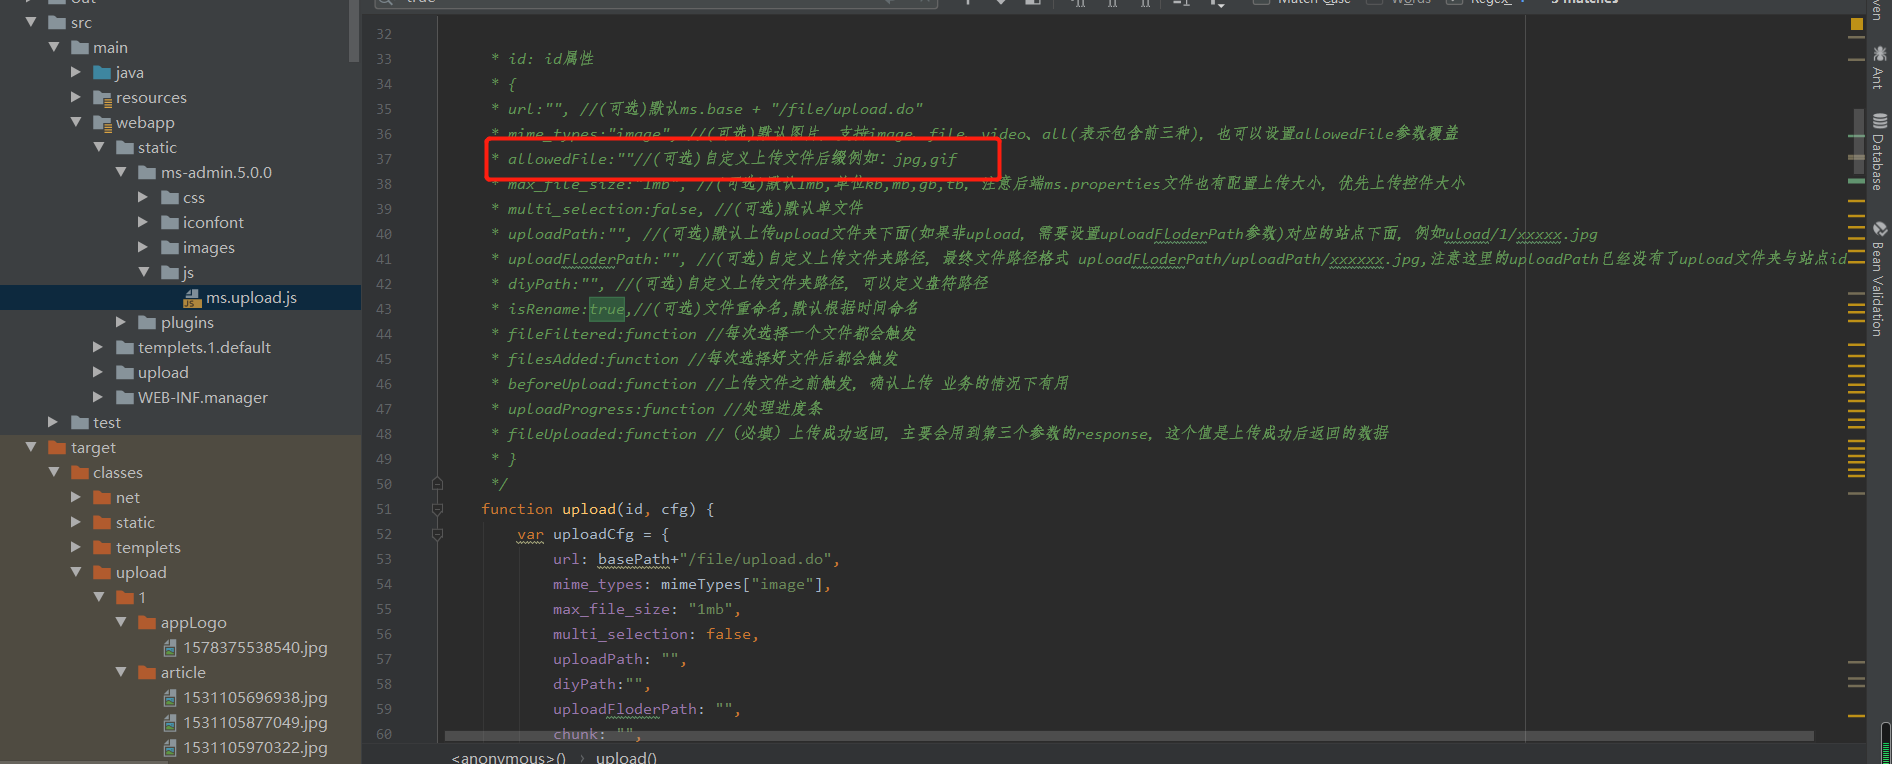 out
src
main
java
resources
webapp
static
ms-admin.5.0.0
css
iconfont
images
js
ms.upload.js
plugins
templets.1.default
upload
WEB-INF.manager
test
target
classes
net
static
templets
upload
1
appLogo
1578375538540.jpg
article
1531105696938.jpg
1531105877049.jpg
1531105970322.jpg
true
Match Case
Words
Regex
3 matches
32
33 * id: id属性
34 * {
35 * url:"", //(可选)默认ms.base + "/file/upload.do"
36 * mime_types:"image", //(可选)默认图片, 支持image、file、video、all(表示包含前三种), 也可以设置allowedFile参数覆盖
37 * allowedFile:""//(可选)自定义上传文件后缀例如: jpg,gif
38 * max_file_size:"1mb", //(可选)默认1mb,单位kb,mb,gb,tb, 注意后端ms.properties文件也有配置上传大小, 优先上传控件大小
39 * multi_selection:false, //(可选)默认单文件
40 * uploadPath:"", //(可选)默认上传upload文件夹下面(如果非upload, 需要设置uploadFloderPath参数)对应的站点下面, 例如uload/1/xxxxx.jpg
41 * uploadFloderPath:"", //(可选)自定义上传文件夹路径, 最终文件路径格式 uploadFloderPath/uploadPath/xxxxxx.jpg,注意这里的uploadPath已经没有了upload文件夹与站点id
42 * diyPath:"", //(可选)自定义上传文件夹路径, 可以定义盘符路径
43 * isRename:true,//(可选)文件重命名,默认根据时间命名
44 * fileFiltered:function //每次选择一个文件都会触发
45 * filesAdded:function //每次选择好文件后都会触发
46 * beforeUpload:function //上传文件之前触发, 确认上传 业务的情况下有用
47 * uploadProgress:function //处理进度条
48 * fileUploaded:function //（必填）上传成功返回, 主要会用到第三个参数的response, 这个值是上传成功后返回的数据
49 * }
50 */
51 function upload(id, cfg) {
52 var uploadCfg = {
53 url: basePath+"/file/upload.do",
54 mime_types: mimeTypes["image"],
55 max_file_size: "1mb",
56 multi_selection: false,
57 uploadPath: "",
58 diyPath:"",
59 uploadFloderPath: "",
60 chunk: "",
<anonymous>() › upload()
Ant
Database
Bean Validation